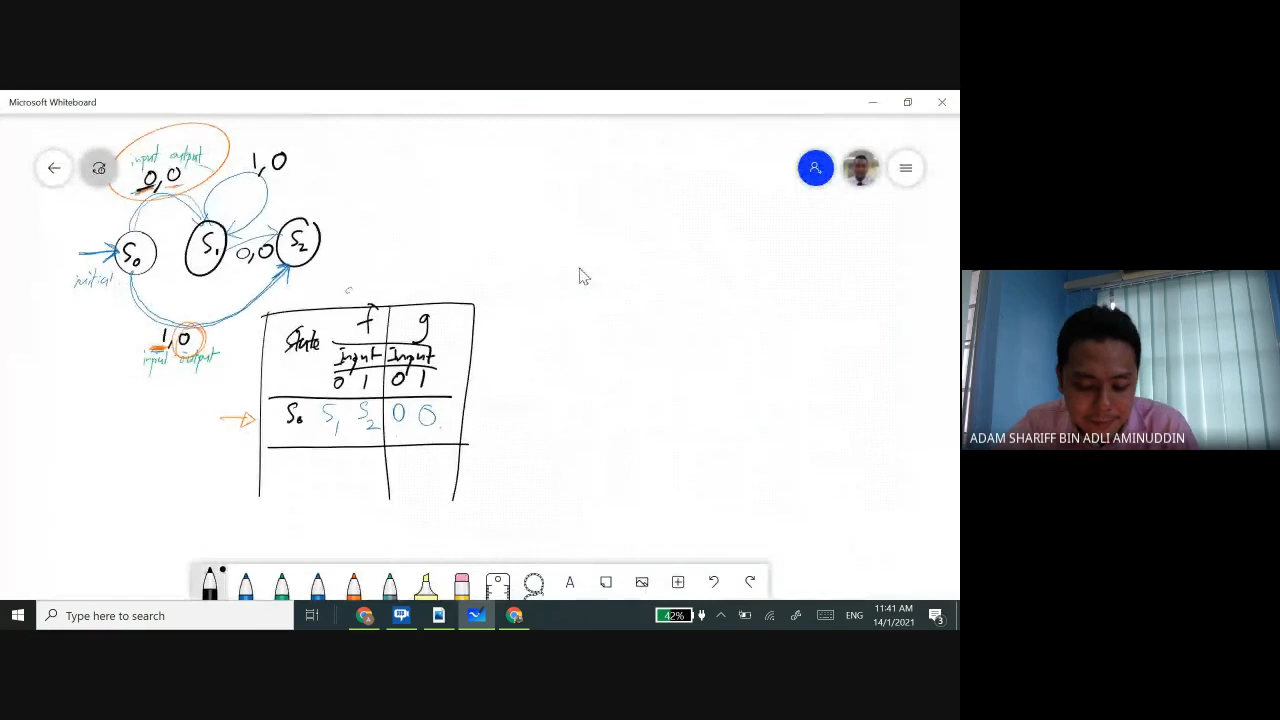 Microsoft Whiteboard
input output
0,0
1,0
S0
S1
S2
0,0
initial
1,0
input output
State f g
input Input
0 1 0 1
S0 S1 S2 0 0
ADAM SHARIFF BIN ADLI AMINUDDIN
A
Type here to search
42%
ENG
11:41 AM
14/1/2021
3